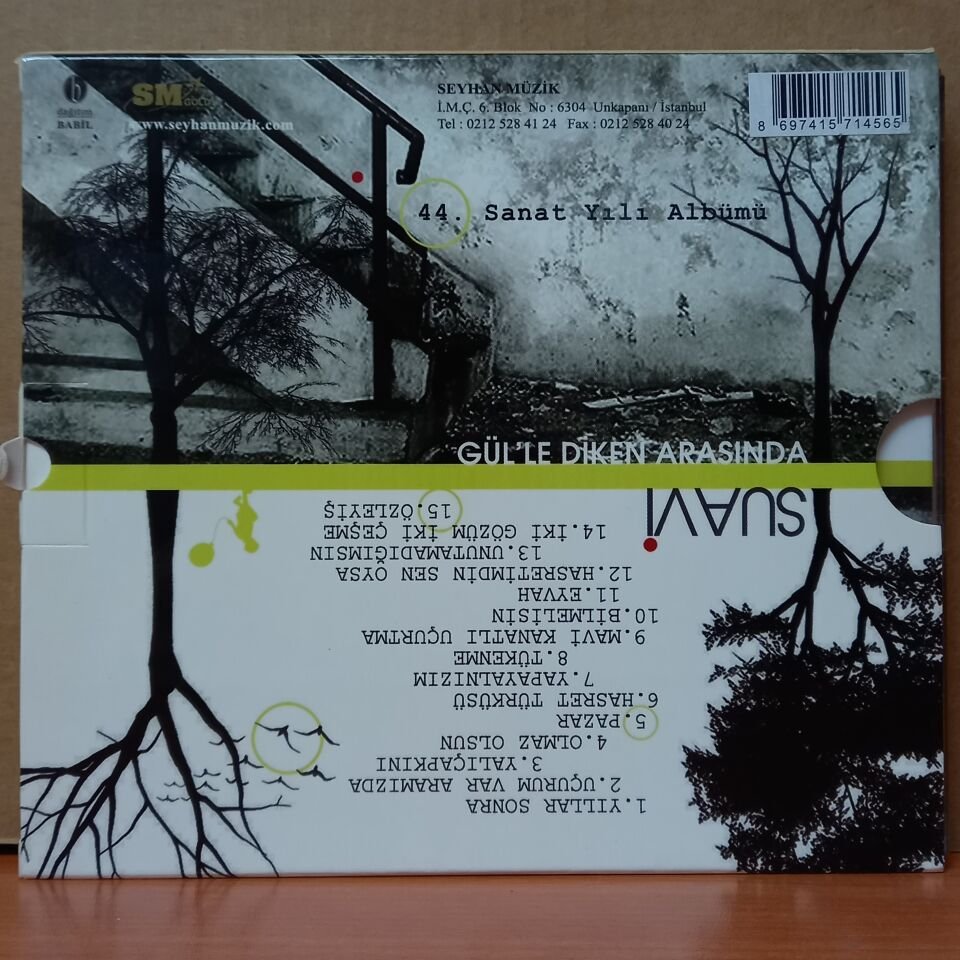 b
dağıtım
BABİL
SM
GOLD
www.seyhanmuzik.com
SEYHAN MÜZİK
İ.M.Ç. 6. Blok No : 6304 Unkapanı / İstanbul
Tel : 0212 528 41 24 Fax : 0212 528 40 24
8 697415 714565
44. Sanat Yılı Albümü
GÜL'LE DİKEN ARASINDA
SUAVİ
1. YILLAR SONRA
2. UÇURUM VAR ARAMIZDA
3. YALIÇAPKINI
4. OLMAZ OLSUN
5. PAZAR
6. HASRET TÜRKÜSÜ
7. YAPAYALNIZIM
8. TÜKENME
9. MAVİ KANATLI UÇURTMA
10. BİLMELİSİN
11. EYVAH
12. HASRETİMDİN SEN ÖYSA
13. UNUTAMADIĞIMSIN
14. İKİ GÖZÜM İKİ ÇEŞME
15. ÖZLEYİŞ